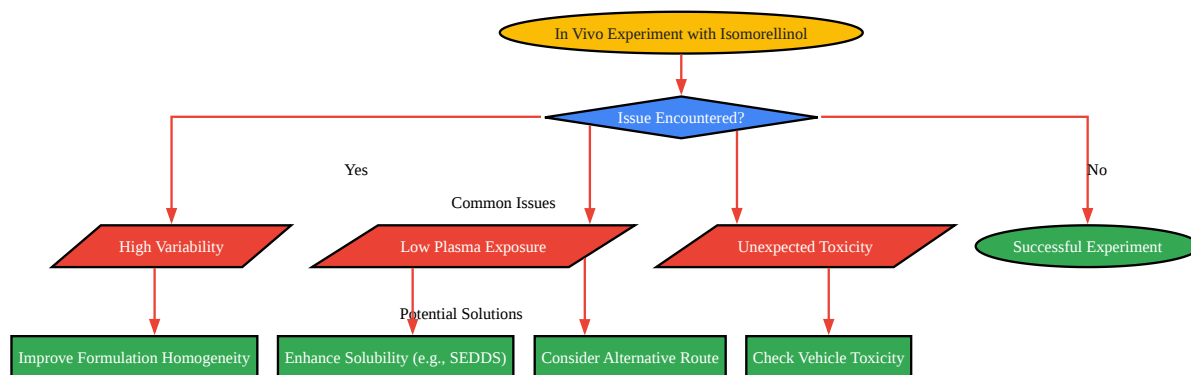 In Vivo Experiment with Isomorellinol
Issue Encountered?
Yes
No
Common Issues
High Variability
Low Plasma Exposure
Unexpected Toxicity
Successful Experiment
Potential Solutions
Improve Formulation Homogeneity
Enhance Solubility (e.g., SEDDS)
Consider Alternative Route
Check Vehicle Toxicity